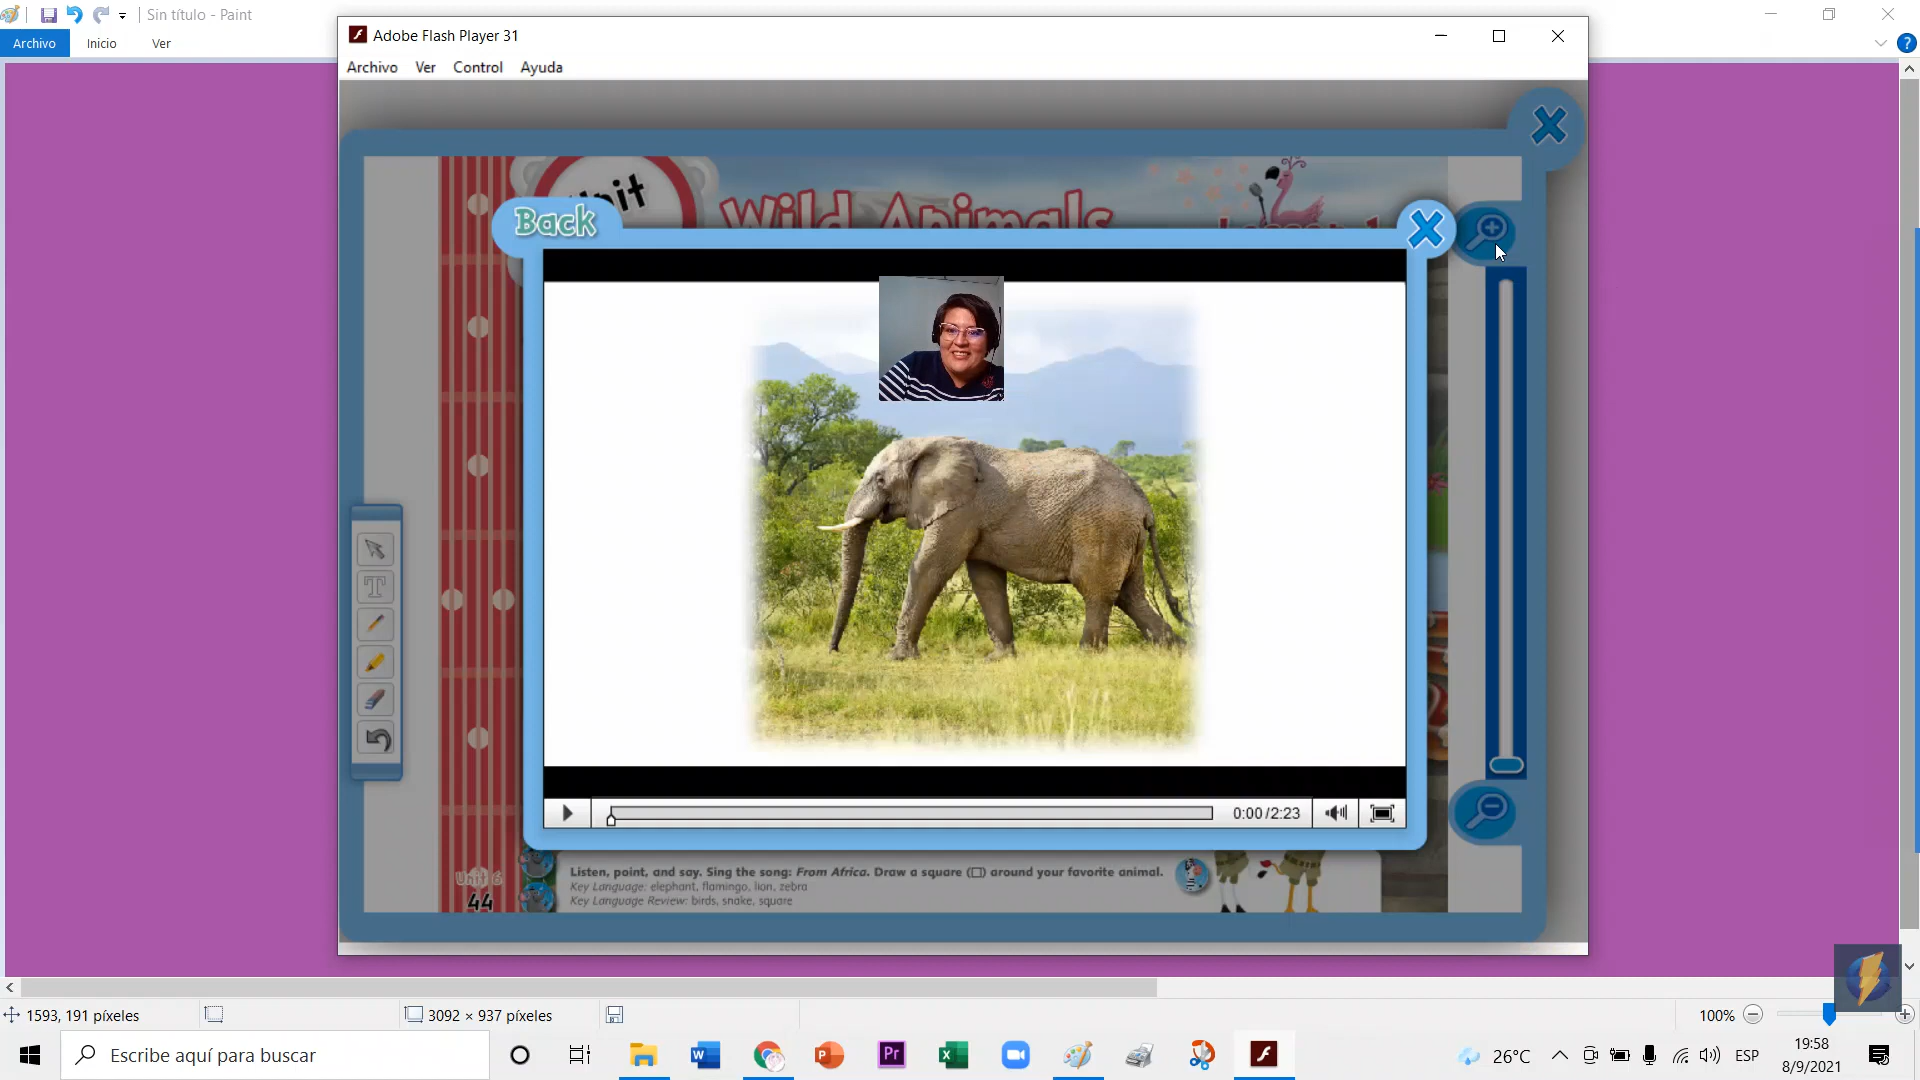 Sin título - Paint
Archivo
Inicio
Ver
Adobe Flash Player 31
Archivo
Ver
Control
Ayuda
Unit
Wild Animals
Back
Listen, point, and say. Sing the song: From Africa. Draw a square (□) around your favorite animal.
Key Language: elephant, flamingo, lion, zebra
Key Language Review: birds, snake, square
Unit 6
44
0:00/2:23
1593, 191 píxeles
3092 × 937 píxeles
100%
Escribe aquí para buscar
26°C
ESP
19:58
8/9/2021